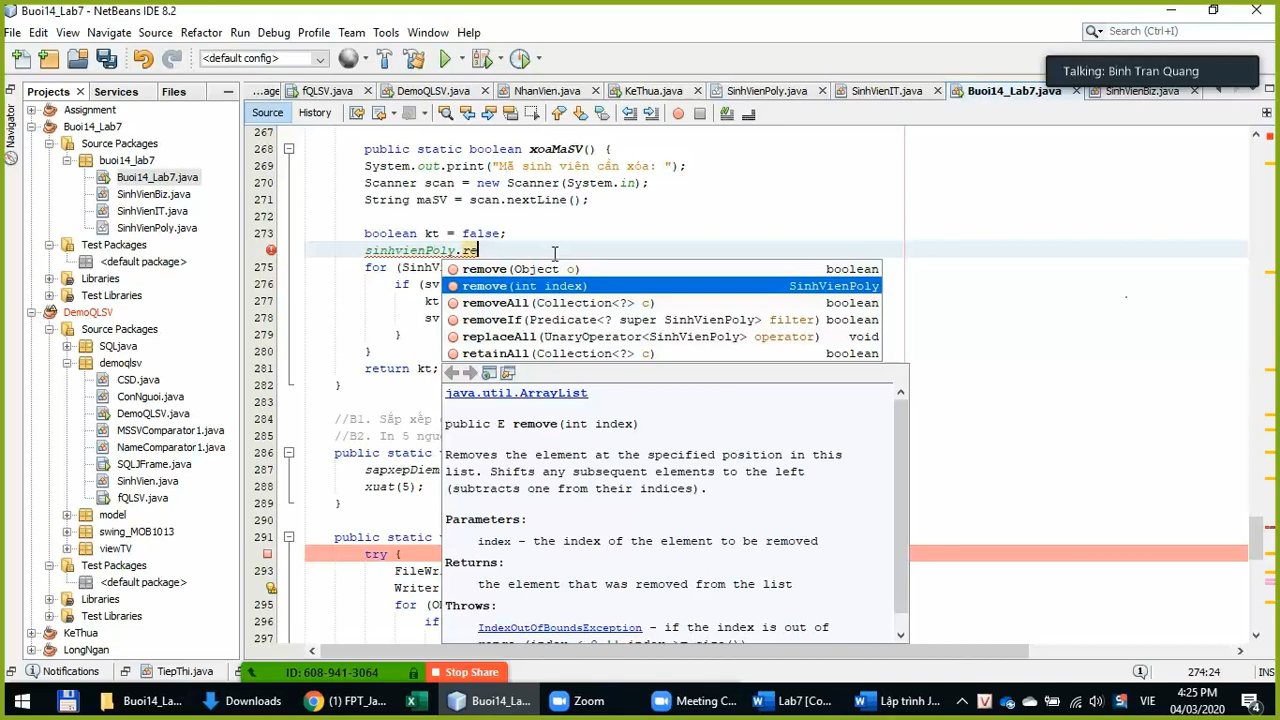 Buoi14_Lab7 - NetBeans IDE 8.2
File Edit View Navigate Source Refactor Run Debug Profile Team Tools Window Help
Search (Ctrl+I)
<default config>
Talking: Binh Tran Quang
Projects Services Files
...age fQLSV.java DemoQLSV.java NhanVien.java KeThua.java SinhVienPoly.java SinhVienIT.java Buoi14_Lab7.java SinhVienBiz.java
Source History
Navigator
Assignment
Buoi14_Lab7
Source Packages
buoi14_lab7
Buoi14_Lab7.java
SinhVienBiz.java
SinhVienIT.java
SinhVienPoly.java
Test Packages
<default package>
Libraries
Test Libraries
DemoQLSV
Source Packages
SQLjava
demoqlsv
CSD.java
ConNguoi.java
DemoQLSV.java
MSSVComparator1.java
NameComparator1.java
SQLJFrame.java
SinhVien.java
fQLSV.java
model
swing_MOB1013
viewTV
Test Packages
<default package>
Libraries
Test Libraries
KeThua
LongNgan
267
268 public static boolean xoaMaSV() {
269 System.out.print("Mã sinh viên cần xóa: ");
270 Scanner scan = new Scanner(System.in);
271 String maSV = scan.nextLine();
272
273 boolean kt = false;
sinhvienPoly.re
275 for (SinhV
276 if (sv
277 kt
278 sv
279 }
280 }
281 return kt;
282 }
283
284 //B1. Sắp xếp
285 //B2. In 5 ngư
286 public static
287 sapxepDiem
288 xuat(5);
289 }
290
291 public static
try {
293 FileWr
Writer
295 for (O
296 if
297
remove(Object o) boolean
remove(int index) SinhVienPoly
removeAll(Collection<?> c) boolean
removeIf(Predicate<? super SinhVienPoly> filter) boolean
replaceAll(UnaryOperator<SinhVienPoly> operator) void
retainAll(Collection<?> c) boolean
java.util.ArrayList
public E remove(int index)
Removes the element at the specified position in this
list. Shifts any subsequent elements to the left
(subtracts one from their indices).
Parameters:
index - the index of the element to be removed
Returns:
the element that was removed from the list
Throws:
IndexOutOfBoundsException - if the index is out of
Notifications TiepThi.java
ID: 608-941-3064 Stop Share
274:24 INS
Downloads (1) FPT_Ja... Buoi14_La... Zoom Meeting C... Lab7 [Co... Lập trình J...
VIE
4:25 PM
04/03/2020
4